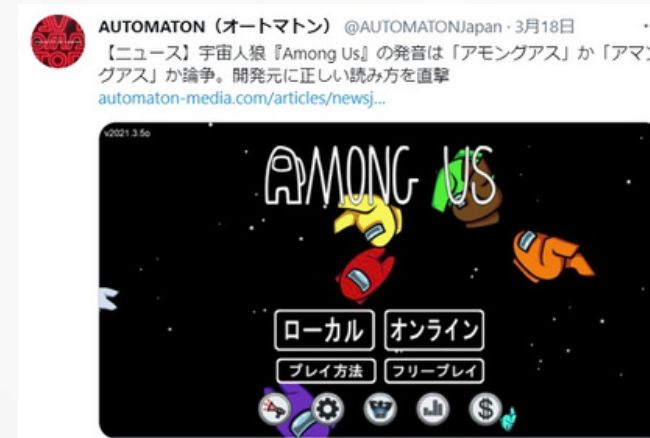 AUTOMATON（オートマトン） @AUTOMATONJapan · 3月18日
【ニュース】宇宙人狼『Among Us』の発音は「アモングアス」か「アマン
グアス」か論争。開発元に正しい読み方を直撃
automaton-media.com/articles/newsj...
v2021.3.5o
AMONG US
ローカル オンライン
プレイ方法 フリープレイ